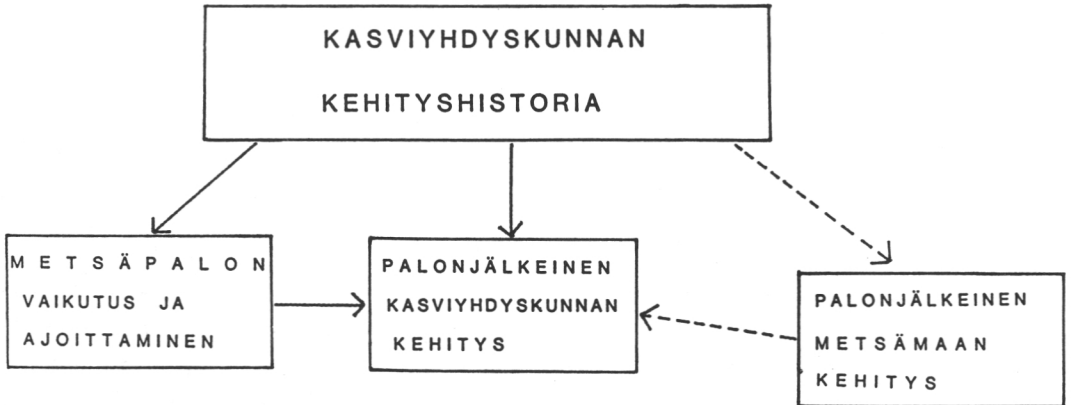 KASVIYHDYSKUNNAN
KEHITYSHISTORIA
METSÄPALON
VAIKUTUS JA
AJOITTAMINEN
PALONJÄLKEINEN
KASVIYHDYSKUNNAN
KEHITYS
PALONJÄLKEINEN
METSÄMAAN
KEHITYS